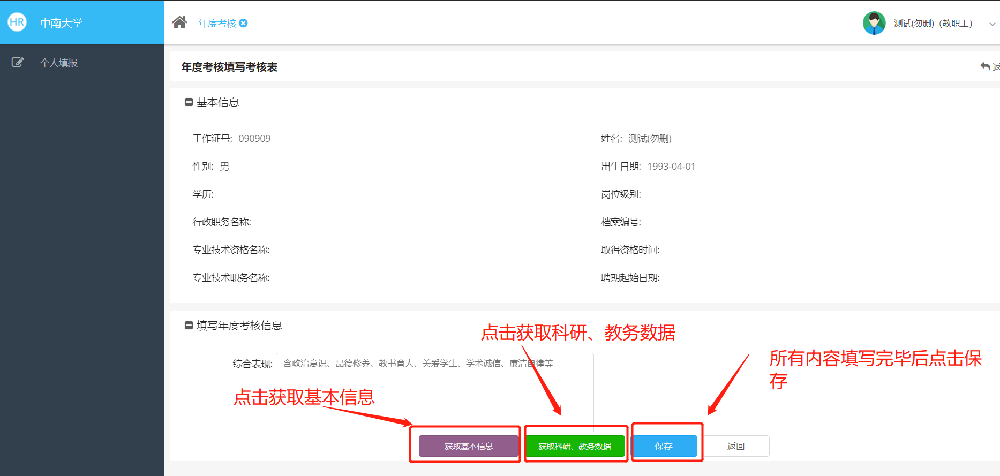 HR 中南大学
年度考核
测试(勿删)（教职工）
个人填报
年度考核填写考核表
返
基本信息
工作证号: 090909
姓名: 测试(勿删)
性别: 男
出生日期: 1993-04-01
学历:
岗位级别:
行政职务名称:
档案编号:
专业技术资格名称:
取得资格时间:
专业技术职务名称:
聘期起始日期:
填写年度考核信息
点击获取科研、教务数据
所有内容填写完毕后点击保
存
综合表现: 含政治意识、品德修养、教书育人、关爱学生、学术诚信、廉洁自律等
点击获取基本信息
获取基本信息
获取科研、教务数据
保存
返回